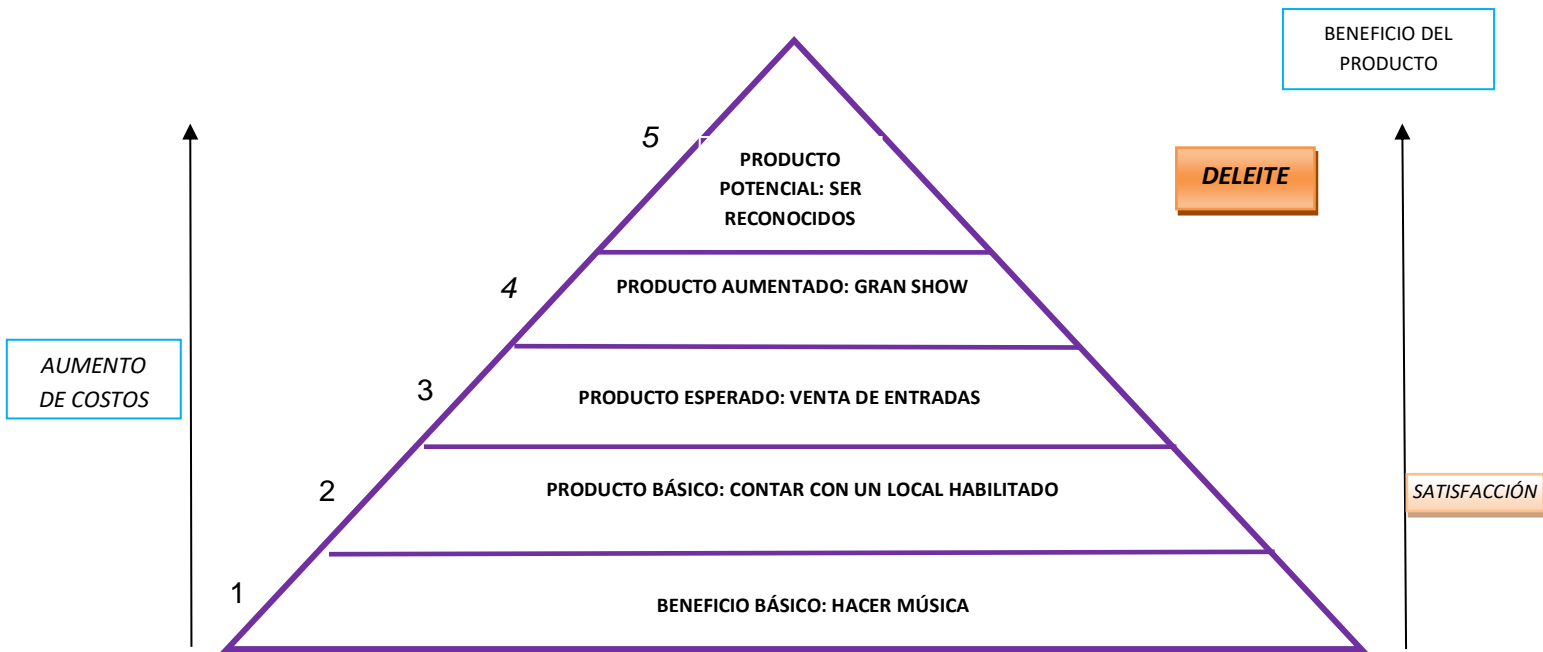 BENEFICIO DEL
PRODUCTO
5
PRODUCTO
POTENCIAL: SER
RECONOCIDOS
DELEITE
4
PRODUCTO AUMENTADO: GRAN SHOW
AUMENTO
DE COSTOS
3
PRODUCTO ESPERADO: VENTA DE ENTRADAS
2
PRODUCTO BÁSICO: CONTAR CON UN LOCAL HABILITADO
SATISFACCIÓN
1
BENEFICIO BÁSICO: HACER MÚSICA